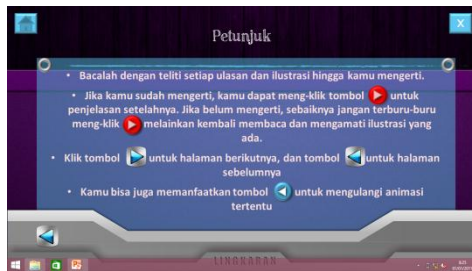 Petunjuk
• Bacalah dengan teliti setiap ulasan dan ilustrasi hingga kamu mengerti.
• Jika kamu sudah mengerti, kamu dapat meng-klik tombol untuk
penjelasan setelahnya. Jika belum mengerti, sebaiknya jangan terburu-buru
meng-klik melainkan kembali membaca dan mengamati ilustrasi yang
ada.
• Klik tombol untuk halaman berikutnya, dan tombol untuk halaman
sebelumnya
• Kamu bisa juga memanfaatkan tombol untuk mengulangi animasi
tertentu
LINGKARAN